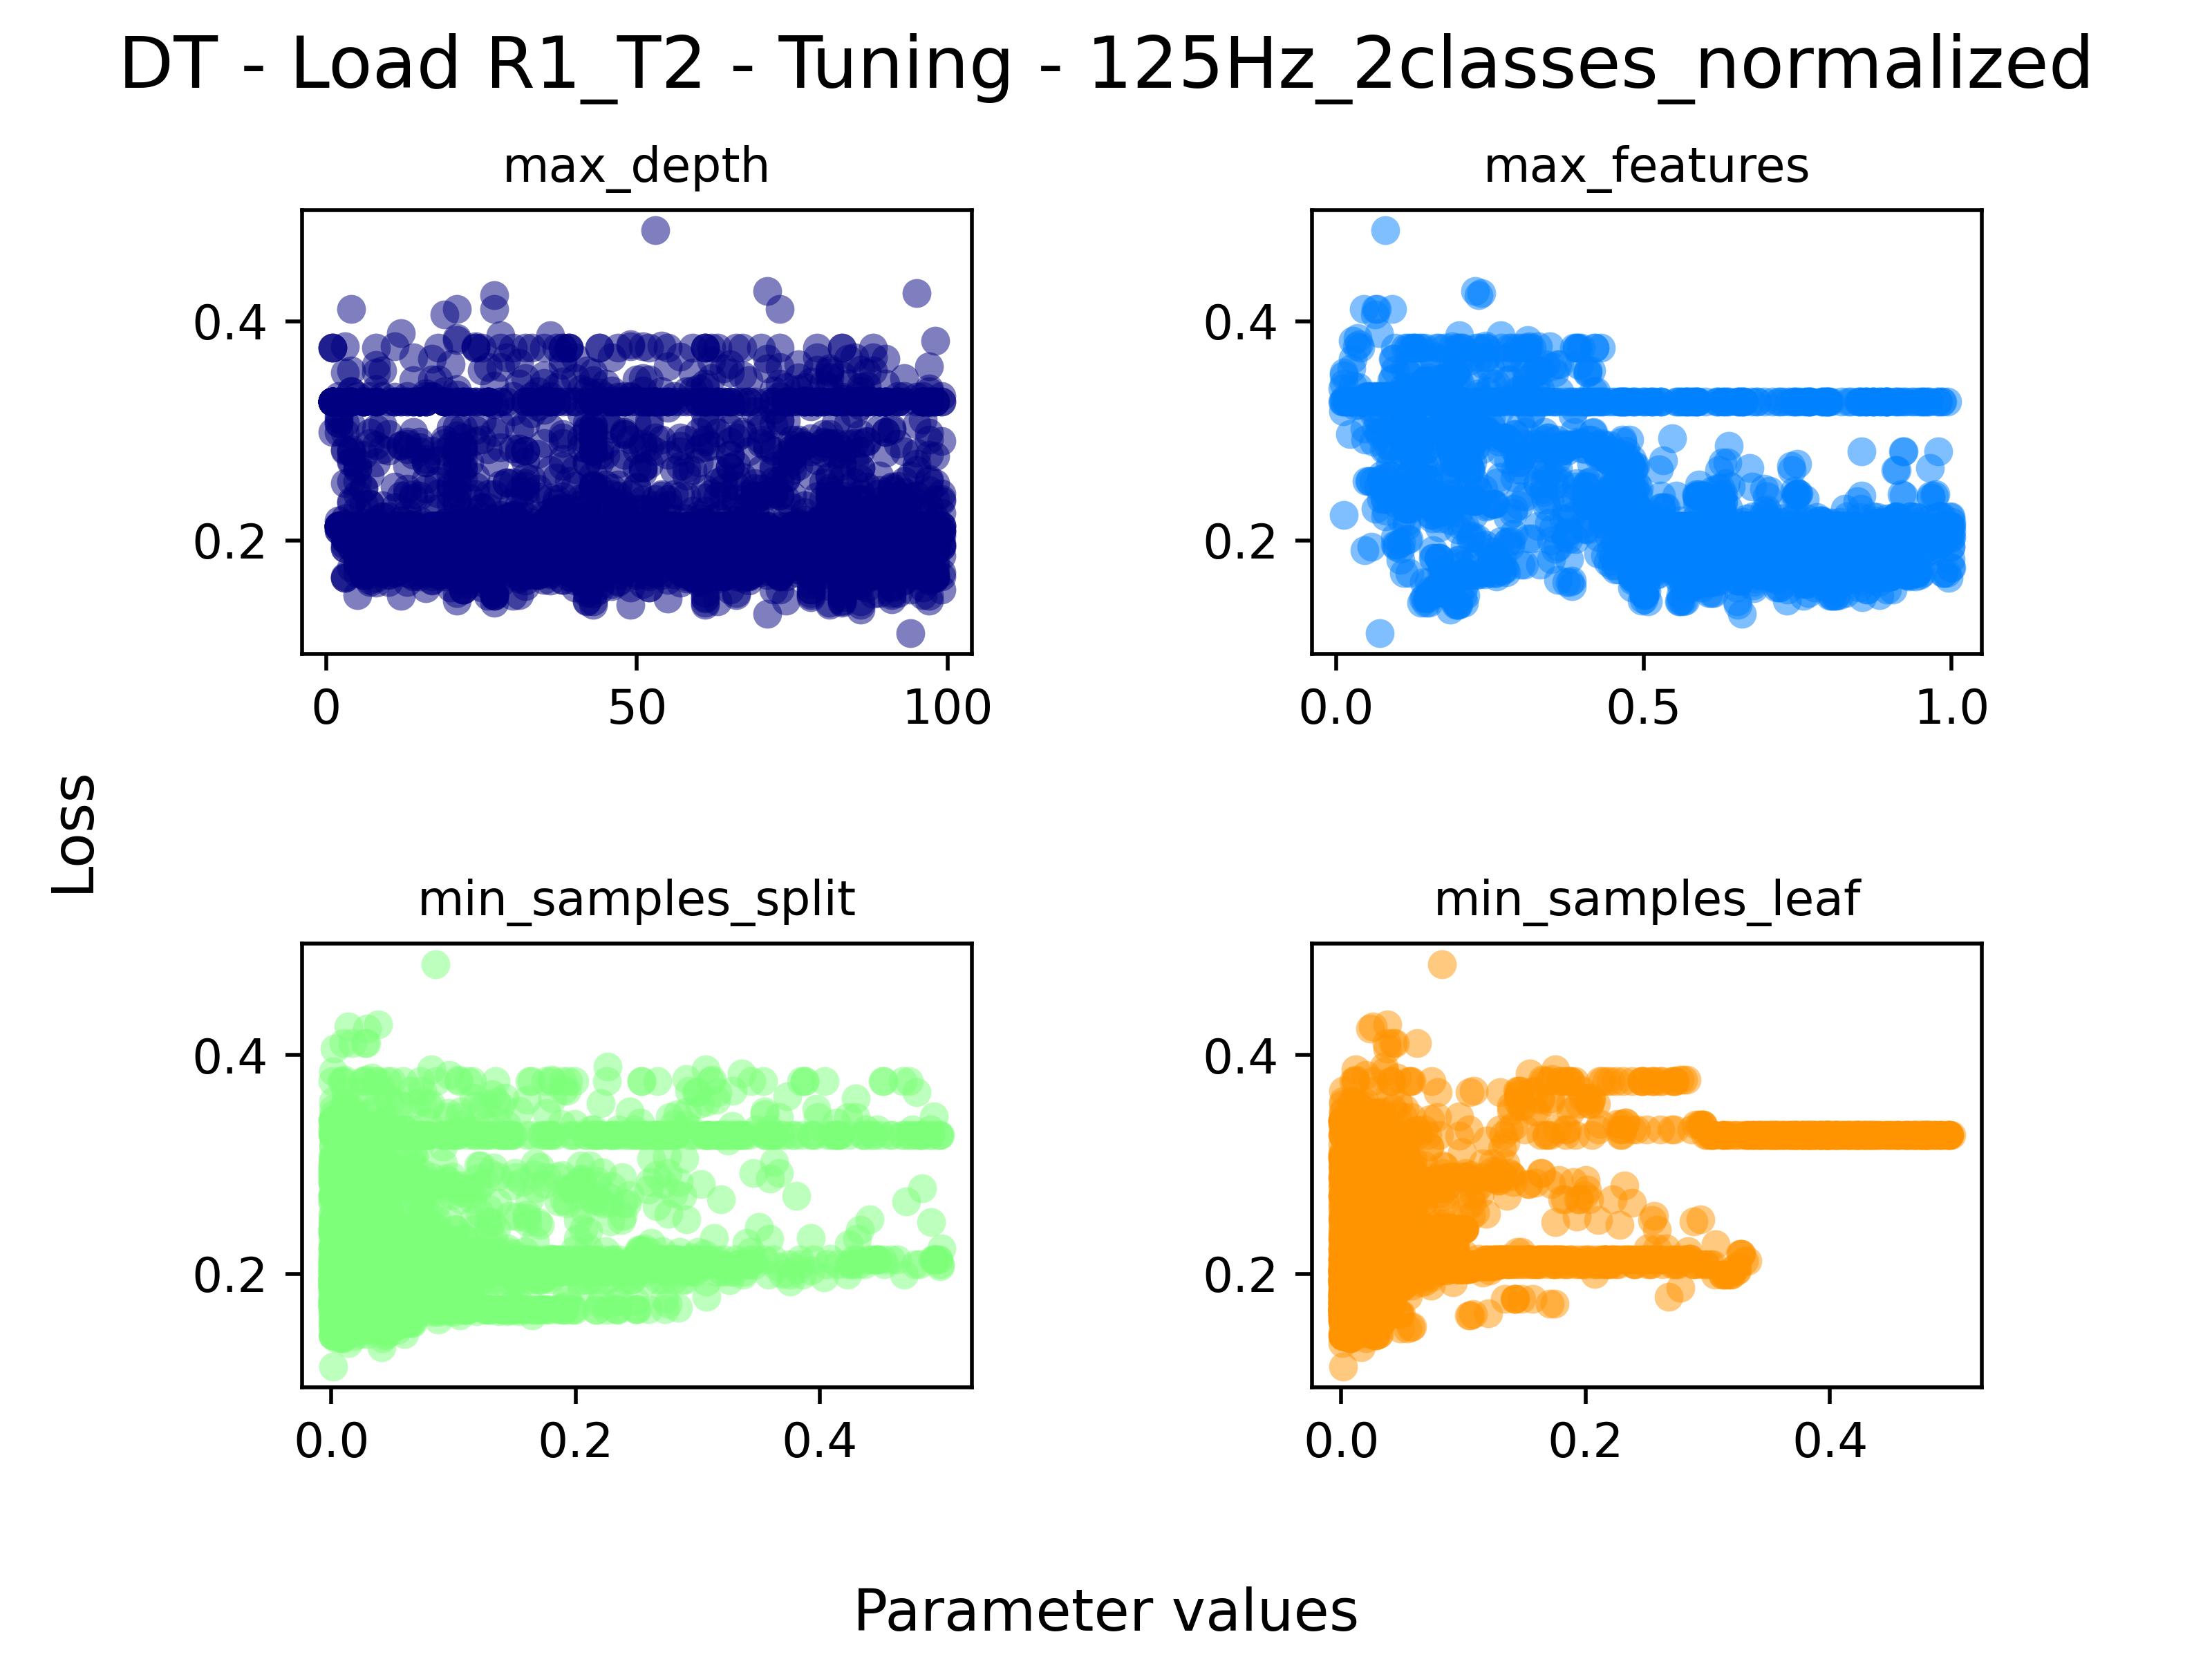 DT - Load R1_T2 - Tuning - 125Hz_2classes_normalized
max_depth
max_features
0.4
0.2
0
50
100
0.4
0.2
0.0
0.5
1.0
Loss
min_samples_split
min_samples_leaf
0.4
0.2
0.0
0.2
0.4
0.4
0.2
0.0
0.2
0.4
Parameter values